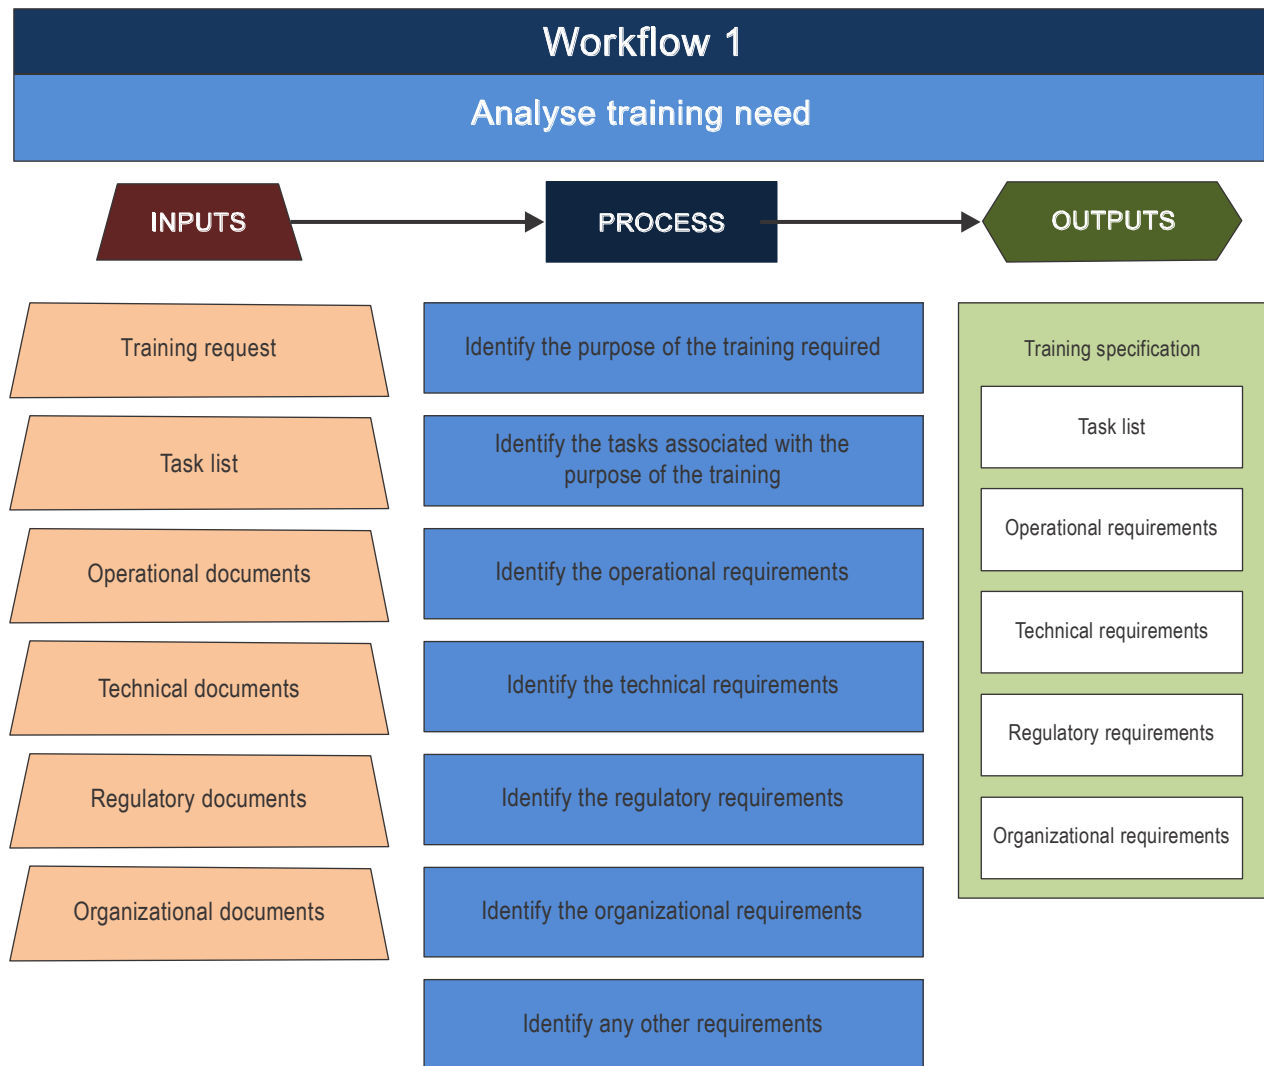 Workflow 1
Analyse training need
INPUTS
PROCESS
OUTPUTS
Training request
Task list
Operational documents
Technical documents
Regulatory documents
Organizational documents
Identify the purpose of the training required
Identify the tasks associated with the
purpose of the training
Identify the operational requirements
Identify the technical requirements
Identify the regulatory requirements
Identify the organizational requirements
Identify any other requirements
Training specification
Task list
Operational requirements
Technical requirements
Regulatory requirements
Organizational requirements